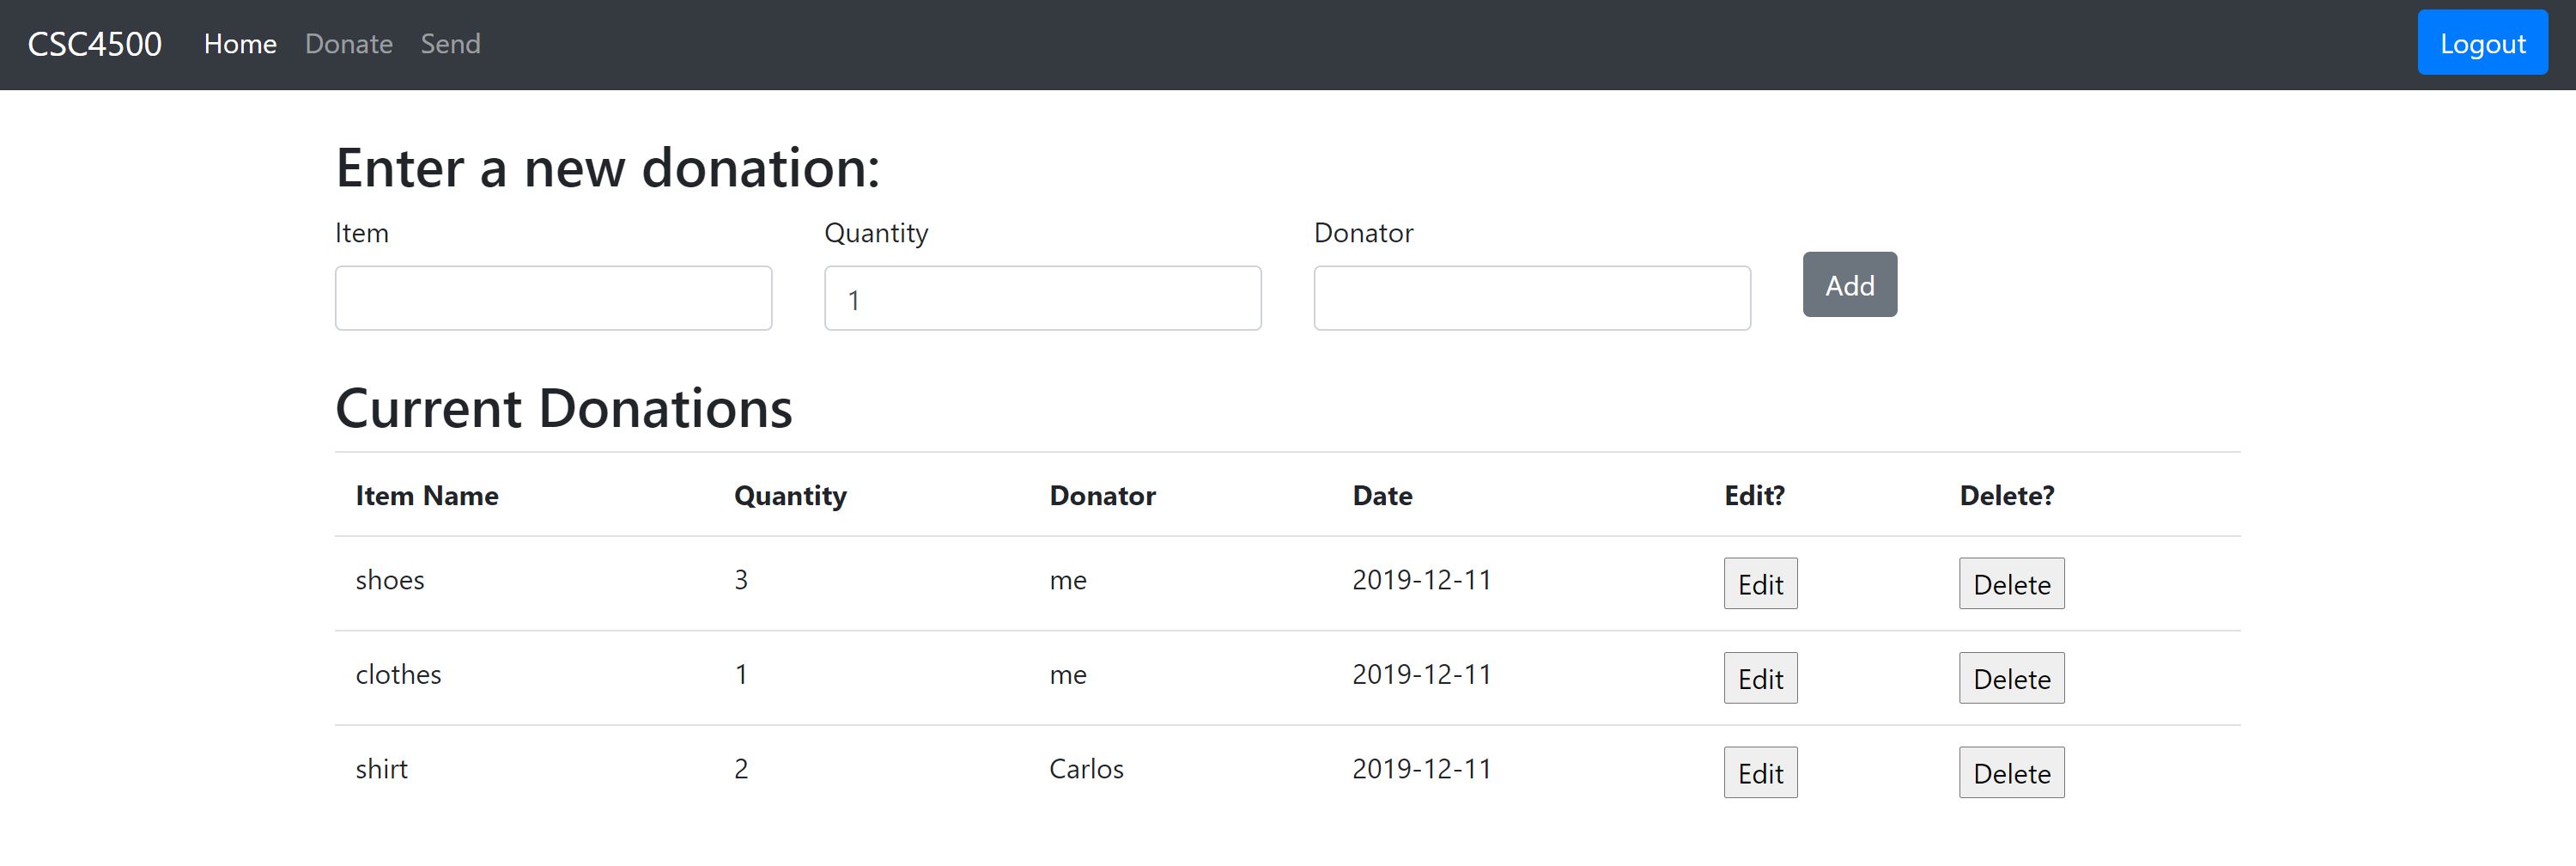 CSC4500 Home Donate Send Logout
Enter a new donation:
Item Quantity Donator
1 Add
Current Donations
Item Name Quantity Donator Date Edit? Delete?
shoes 3 me 2019-12-11 Edit Delete
clothes 1 me 2019-12-11 Edit Delete
shirt 2 Carlos 2019-12-11 Edit Delete